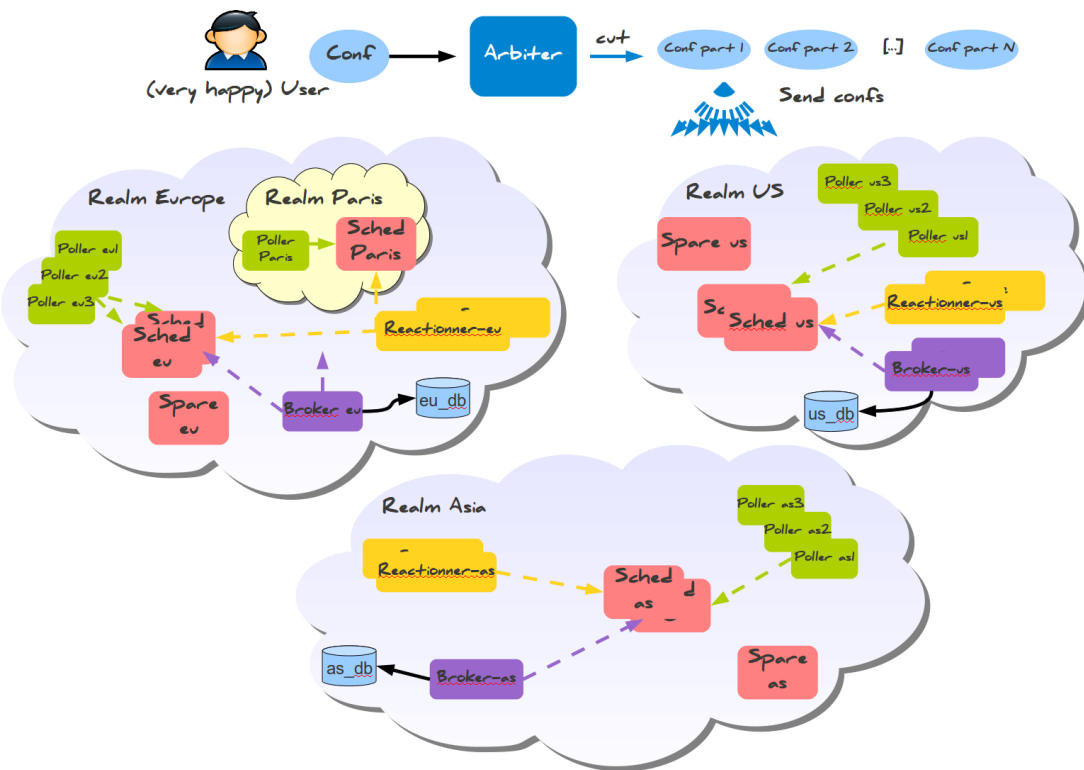 (very happy) User
Conf
Arbiter
cut
Conf part 1
Conf part 2
[...]
Conf part N
Send confs
Realm Europe
Realm Paris
Poller
Paris
Sched
Paris
Poller eu1
Poller eu2
Poller eu3
Sched
Sched
eu
Reactionner-eu
Spare
eu
Broker eu
eu_db
Realm US
Poller us3
Poller us2
Poller us1
Spare us
Sched us
Reactionner-us
Broker-us
us_db
Realm Asia
Poller as3
Poller as2
Poller as1
Reactionner-as
Sched
as
as_db
Broker-as
Spare
as